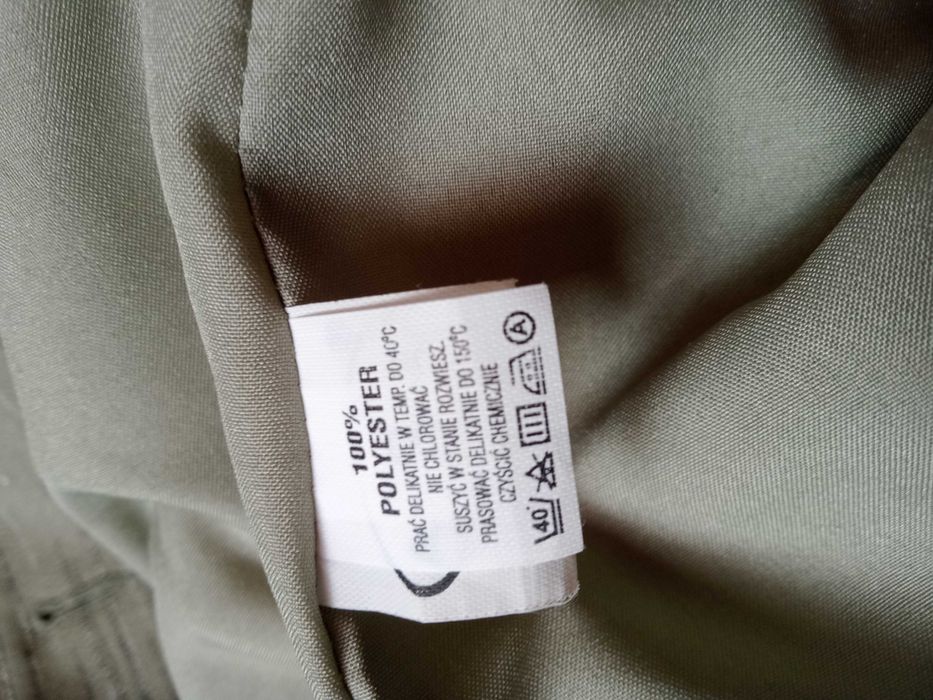 100%
POLYESTER
PRAĆ DELIKATNIE W TEMP. DO 40°C
NIE CHLOROWAĆ
SUSZYĆ W STANIE ROZWIESZ.
PRASOWAĆ DELIKATNIE DO 150°C
CZYŚCIĆ CHEMICZNIE
40° A